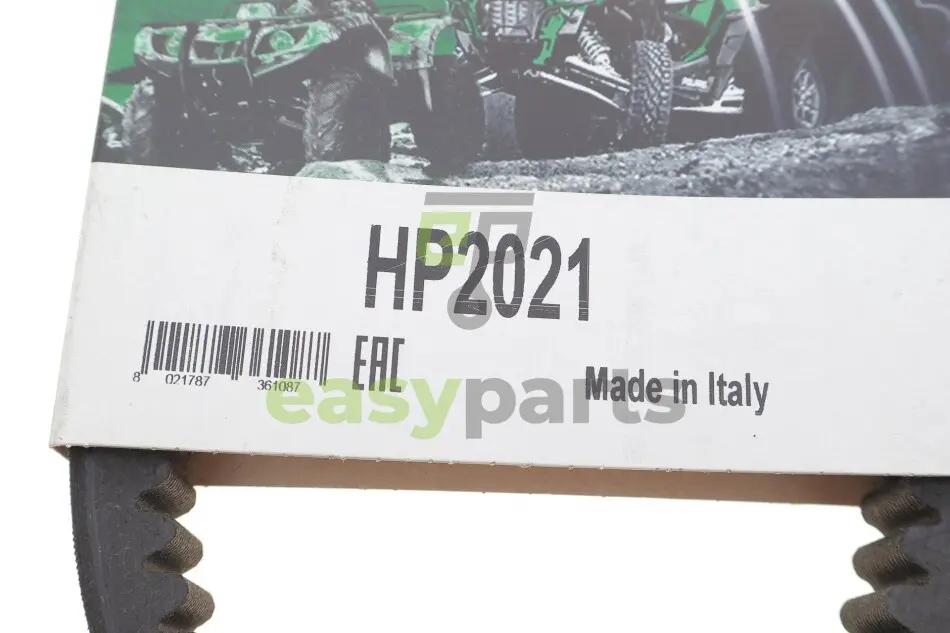 HP2021
8 021787 361087
EAC
Made in Italy
easyparts